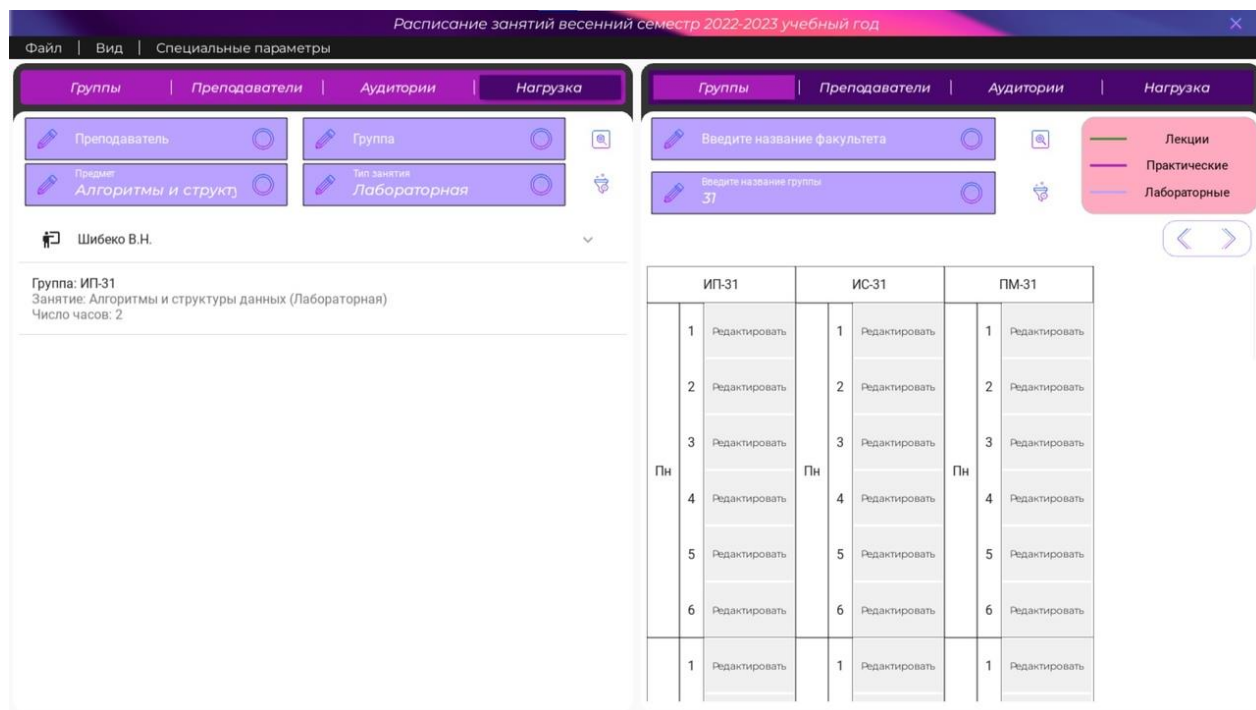 Расписание занятий весенний семестр 2022-2023 учебный год
Файл | Вид | Специальные параметры
Группы | Преподаватели | Аудитории | Нагрузка
Преподаватель
Группа
Предмет
Алгоритмы и структ
Тип занятия
Лабораторная
Шибеко В.Н.
Группа: ИП-31
Занятие: Алгоритмы и структуры данных (Лабораторная)
Число часов: 2
Группы | Преподаватели | Аудитории | Нагрузка
Введите название факультета
Введите название группы
31
Лекции
Практические
Лабораторные
ИП-31 ИС-31 ПМ-31
1 Редактировать 1 Редактировать 1 Редактировать
2 Редактировать 2 Редактировать 2 Редактировать
3 Редактировать 3 Редактировать 3 Редактировать
Пн Пн Пн
4 Редактировать 4 Редактировать 4 Редактировать
5 Редактировать 5 Редактировать 5 Редактировать
6 Редактировать 6 Редактировать 6 Редактировать
1 Редактировать 1 Редактировать 1 Редактировать